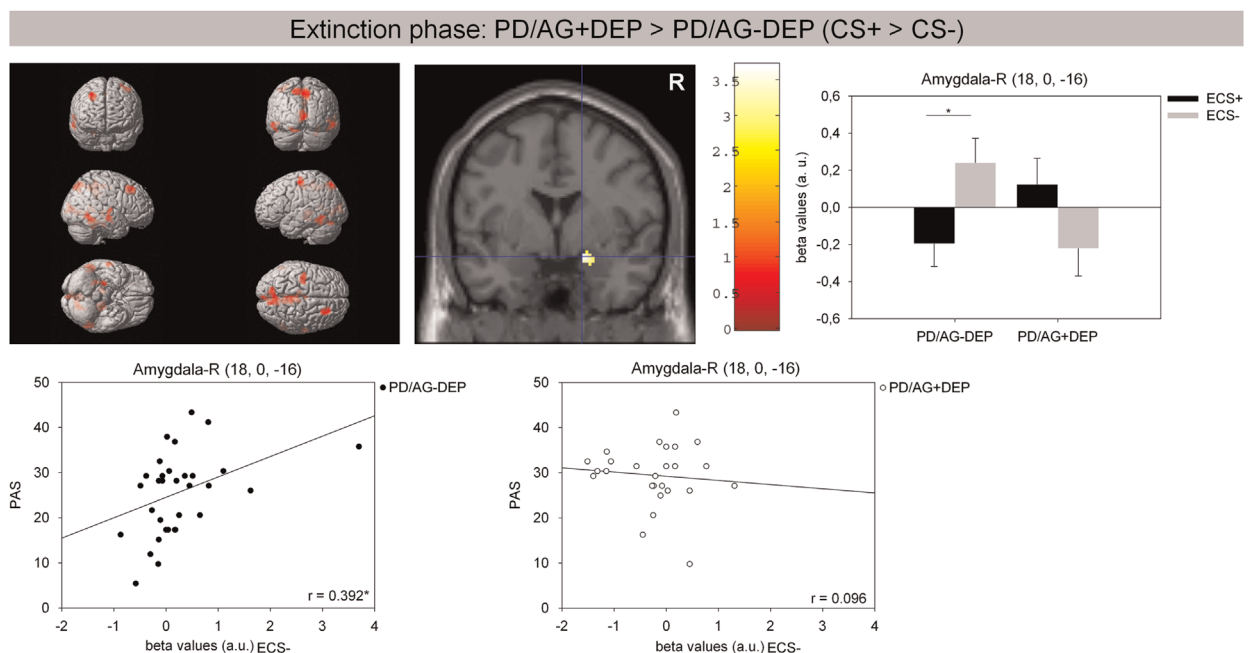 Extinction phase: PD/AG+DEP > PD/AG-DEP (CS+ > CS-)
R
3.5
3
2.5
2
1.5
1
0.5
0
Amygdala-R (18, 0, -16)
ECS+
ECS-
*
beta values (a. u.)
0,6
0,4
0,2
0,0
-0,2
-0,4
-0,6
PD/AG-DEP
PD/AG+DEP
Amygdala-R (18, 0, -16)
PD/AG-DEP
PAS
50
40
30
20
10
0
r = 0.392*
-2
-1
0
1
2
3
4
beta values (a.u.) ECS-
Amygdala-R (18, 0, -16)
PD/AG+DEP
PAS
50
40
30
20
10
0
r = 0.096
-2
-1
0
1
2
3
4
beta values (a.u.) ECS-